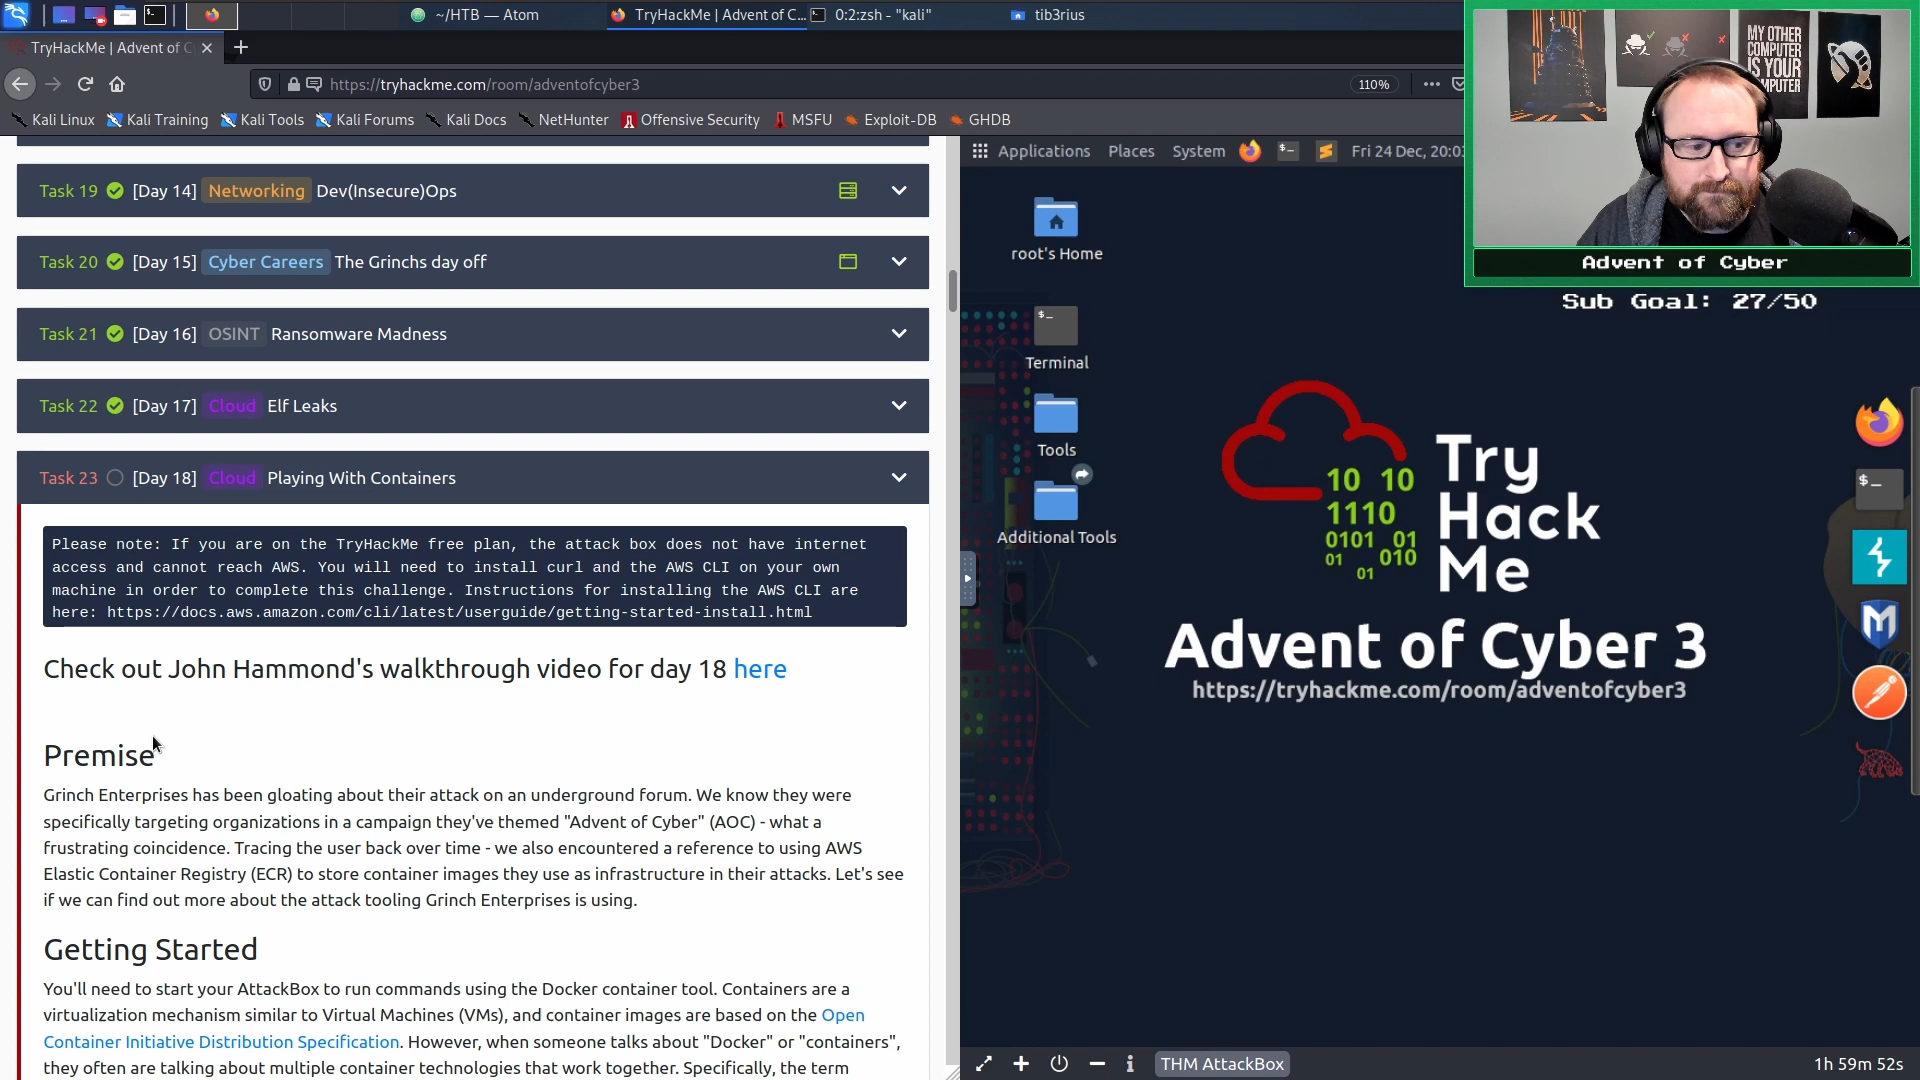 ~/HTB — Atom
TryHackMe | Advent of C...
0:2:zsh - "kali"
tib3rius
TryHackMe | Advent of C
https://tryhackme.com/room/adventofcyber3
110%
Kali Linux
Kali Training
Kali Tools
Kali Forums
Kali Docs
NetHunter
Offensive Security
MSFU
Exploit-DB
GHDB
Task 19 [Day 14] Networking Dev(Insecure)Ops
Task 20 [Day 15] Cyber Careers The Grinchs day off
Task 21 [Day 16] OSINT Ransomware Madness
Task 22 [Day 17] Cloud Elf Leaks
Task 23 [Day 18] Cloud Playing With Containers
Please note: If you are on the TryHackMe free plan, the attack box does not have internet
access and cannot reach AWS. You will need to install curl and the AWS CLI on your own
machine in order to complete this challenge. Instructions for installing the AWS CLI are
here: https://docs.aws.amazon.com/cli/latest/userguide/getting-started-install.html
Check out John Hammond's walkthrough video for day 18 here
Premise
Grinch Enterprises has been gloating about their attack on an underground forum. We know they were
specifically targeting organizations in a campaign they've themed "Advent of Cyber" (AOC) - what a
frustrating coincidence. Tracing the user back over time - we also encountered a reference to using AWS
Elastic Container Registry (ECR) to store container images they use as infrastructure in their attacks. Let's see
if we can find out more about the attack tooling Grinch Enterprises is using.
Getting Started
You'll need to start your AttackBox to run commands using the Docker container tool. Containers are a
virtualization mechanism similar to Virtual Machines (VMs), and container images are based on the Open
Container Initiative Distribution Specification. However, when someone talks about "Docker" or "containers",
they often are talking about multiple container technologies that work together. Specifically, the term
Applications
Places
System
Fri 24 Dec, 20:03
root's Home
Terminal
Tools
Additional Tools
10 10
1110
0101 01
01 010
01
Try
Hack
Me
Advent of Cyber 3
https://tryhackme.com/room/adventofcyber3
THM AttackBox
1h 59m 52s
MY OTHER
COMPUTER
IS YOUR
COMPUTER
Advent of Cyber
Sub Goal: 27/50